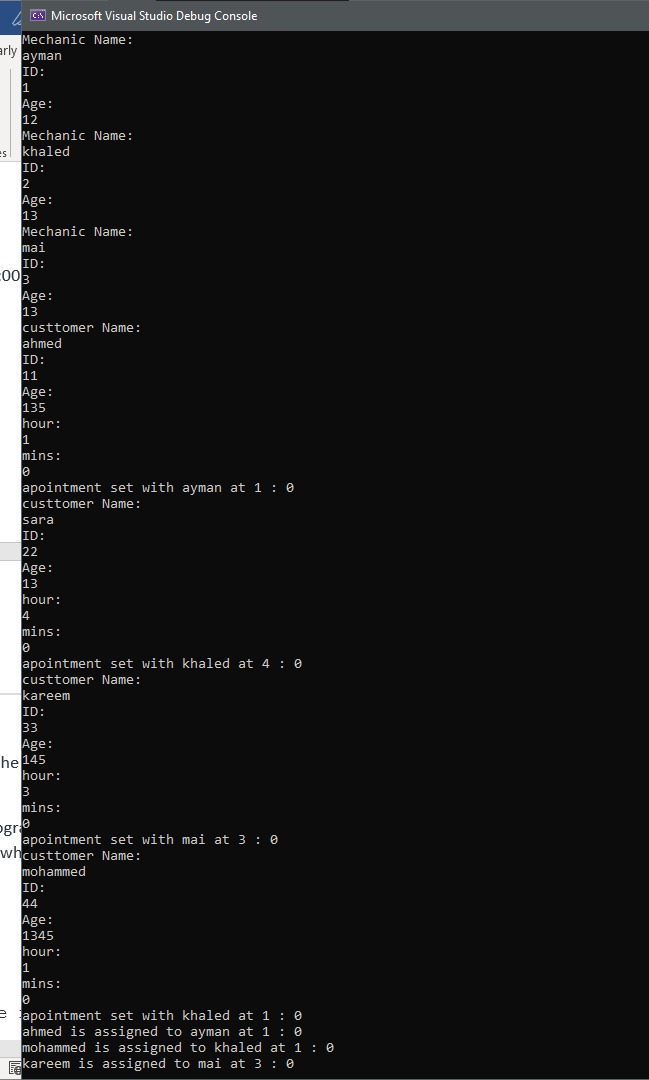 Microsoft Visual Studio Debug Console
Mechanic Name:
ayman
ID:
1
Age:
12
Mechanic Name:
khaled
ID:
2
Age:
13
Mechanic Name:
mai
ID:
3
Age:
13
custtomer Name:
ahmed
ID:
11
Age:
135
hour:
1
mins:
0
apointment set with ayman at 1 : 0
custtomer Name:
sara
ID:
22
Age:
13
hour:
4
mins:
0
apointment set with khaled at 4 : 0
custtomer Name:
kareem
ID:
33
Age:
145
hour:
3
mins:
0
apointment set with mai at 3 : 0
custtomer Name:
mohammed
ID:
44
Age:
1345
hour:
1
mins:
0
apointment set with khaled at 1 : 0
ahmed is assigned to ayman at 1 : 0
mohammed is assigned to khaled at 1 : 0
kareem is assigned to mai at 3 : 0